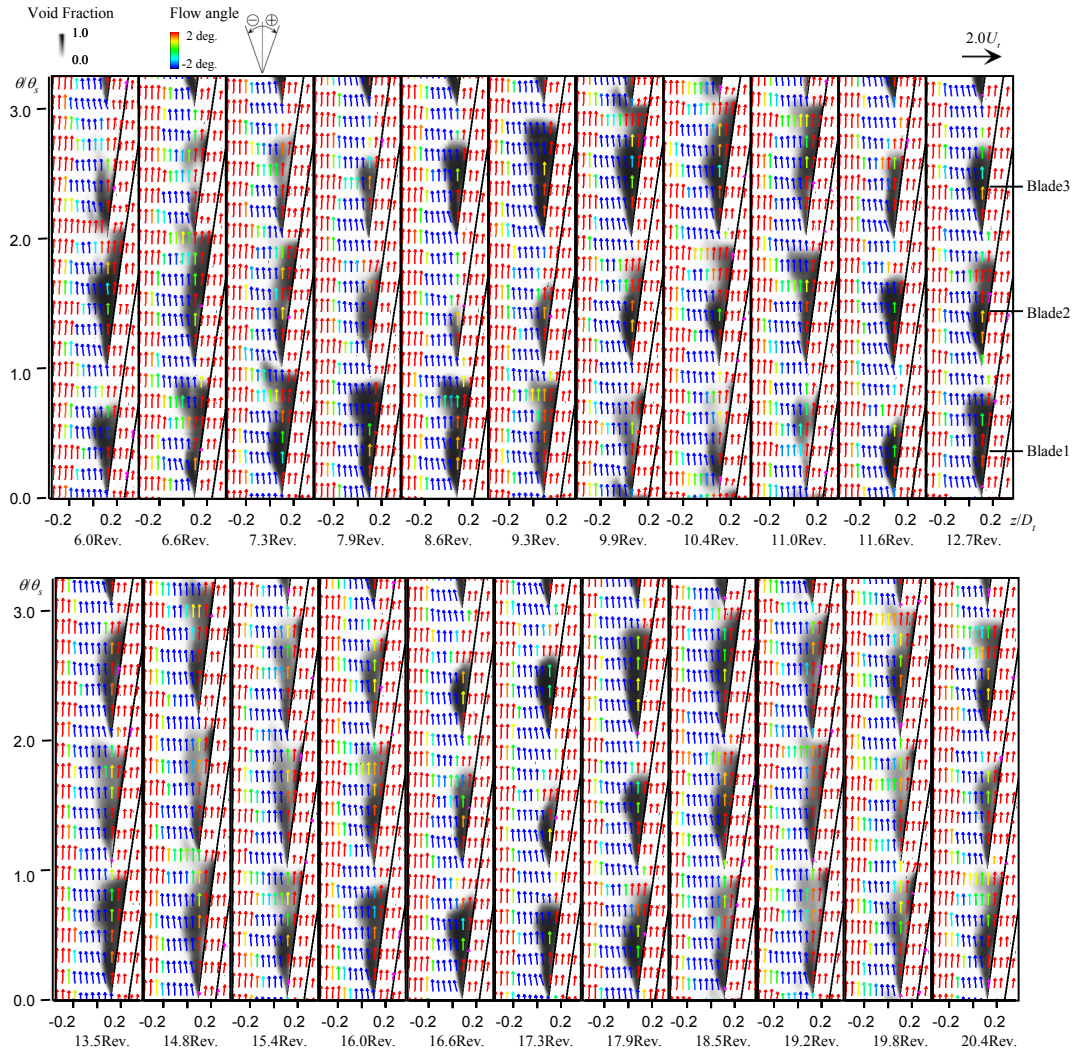 Void Fraction
1.0
0.0
Flow angle
2 deg.
-2 deg.
⊖ ⊕
2.0Uₜ
θ/θₛ
3.0
2.0
1.0
0.0
Blade3
Blade2
Blade1
-0.2 0.2 -0.2 0.2 -0.2 0.2 -0.2 0.2 -0.2 0.2 -0.2 0.2 -0.2 0.2 -0.2 0.2 -0.2 0.2 -0.2 0.2 -0.2 0.2 z/Dₜ
6.0Rev. 6.6Rev. 7.3Rev. 7.9Rev. 8.6Rev. 9.3Rev. 9.9Rev. 10.4Rev. 11.0Rev. 11.6Rev. 12.7Rev.
θ/θₛ
3.0
2.0
1.0
0.0
-0.2 0.2 -0.2 0.2 -0.2 0.2 -0.2 0.2 -0.2 0.2 -0.2 0.2 -0.2 0.2 -0.2 0.2 -0.2 0.2 -0.2 0.2 -0.2 0.2
13.5Rev. 14.8Rev. 15.4Rev. 16.0Rev. 16.6Rev. 17.3Rev. 17.9Rev. 18.5Rev. 19.2Rev. 19.8Rev. 20.4Rev.